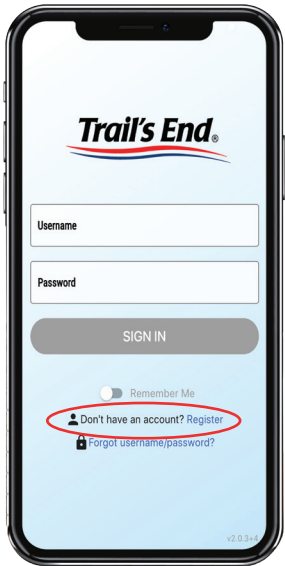 Trail's End®
Username
Password
SIGN IN
Remember Me
Don't have an account? Register
Forgot username/password?
v2.0.3+4